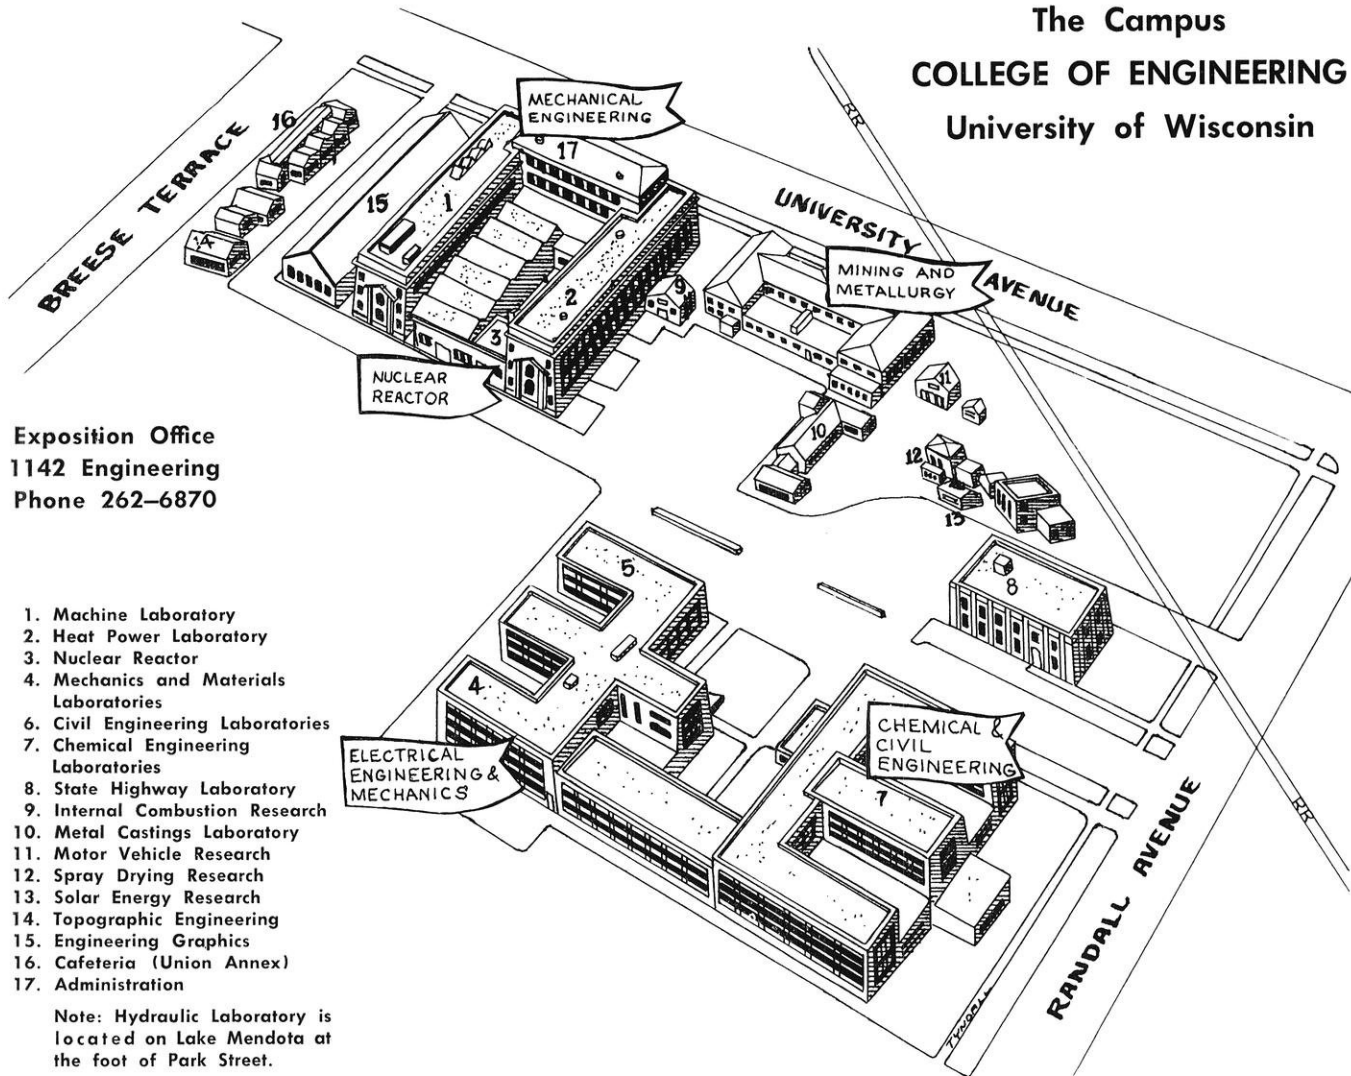 The Campus
COLLEGE OF ENGINEERING
University of Wisconsin
MECHANICAL
ENGINEERING
16
17
15
1
BREESE TERRACE
14
UNIVERSITY AVENUE
RR
MINING AND
METALLURGY
2
9
3
NUCLEAR
REACTOR
11
10
12
13
Exposition Office
1142 Engineering
Phone 262–6870
5
8
4
ELECTRICAL
ENGINEERING &
MECHANICS
CHEMICAL &
CIVIL
ENGINEERING
7
RR
RANDALL AVENUE
TYNDALL
1. Machine Laboratory
2. Heat Power Laboratory
3. Nuclear Reactor
4. Mechanics and Materials
Laboratories
6. Civil Engineering Laboratories
7. Chemical Engineering
Laboratories
8. State Highway Laboratory
9. Internal Combustion Research
10. Metal Castings Laboratory
11. Motor Vehicle Research
12. Spray Drying Research
13. Solar Energy Research
14. Topographic Engineering
15. Engineering Graphics
16. Cafeteria (Union Annex)
17. Administration
Note: Hydraulic Laboratory is
located on Lake Mendota at
the foot of Park Street.